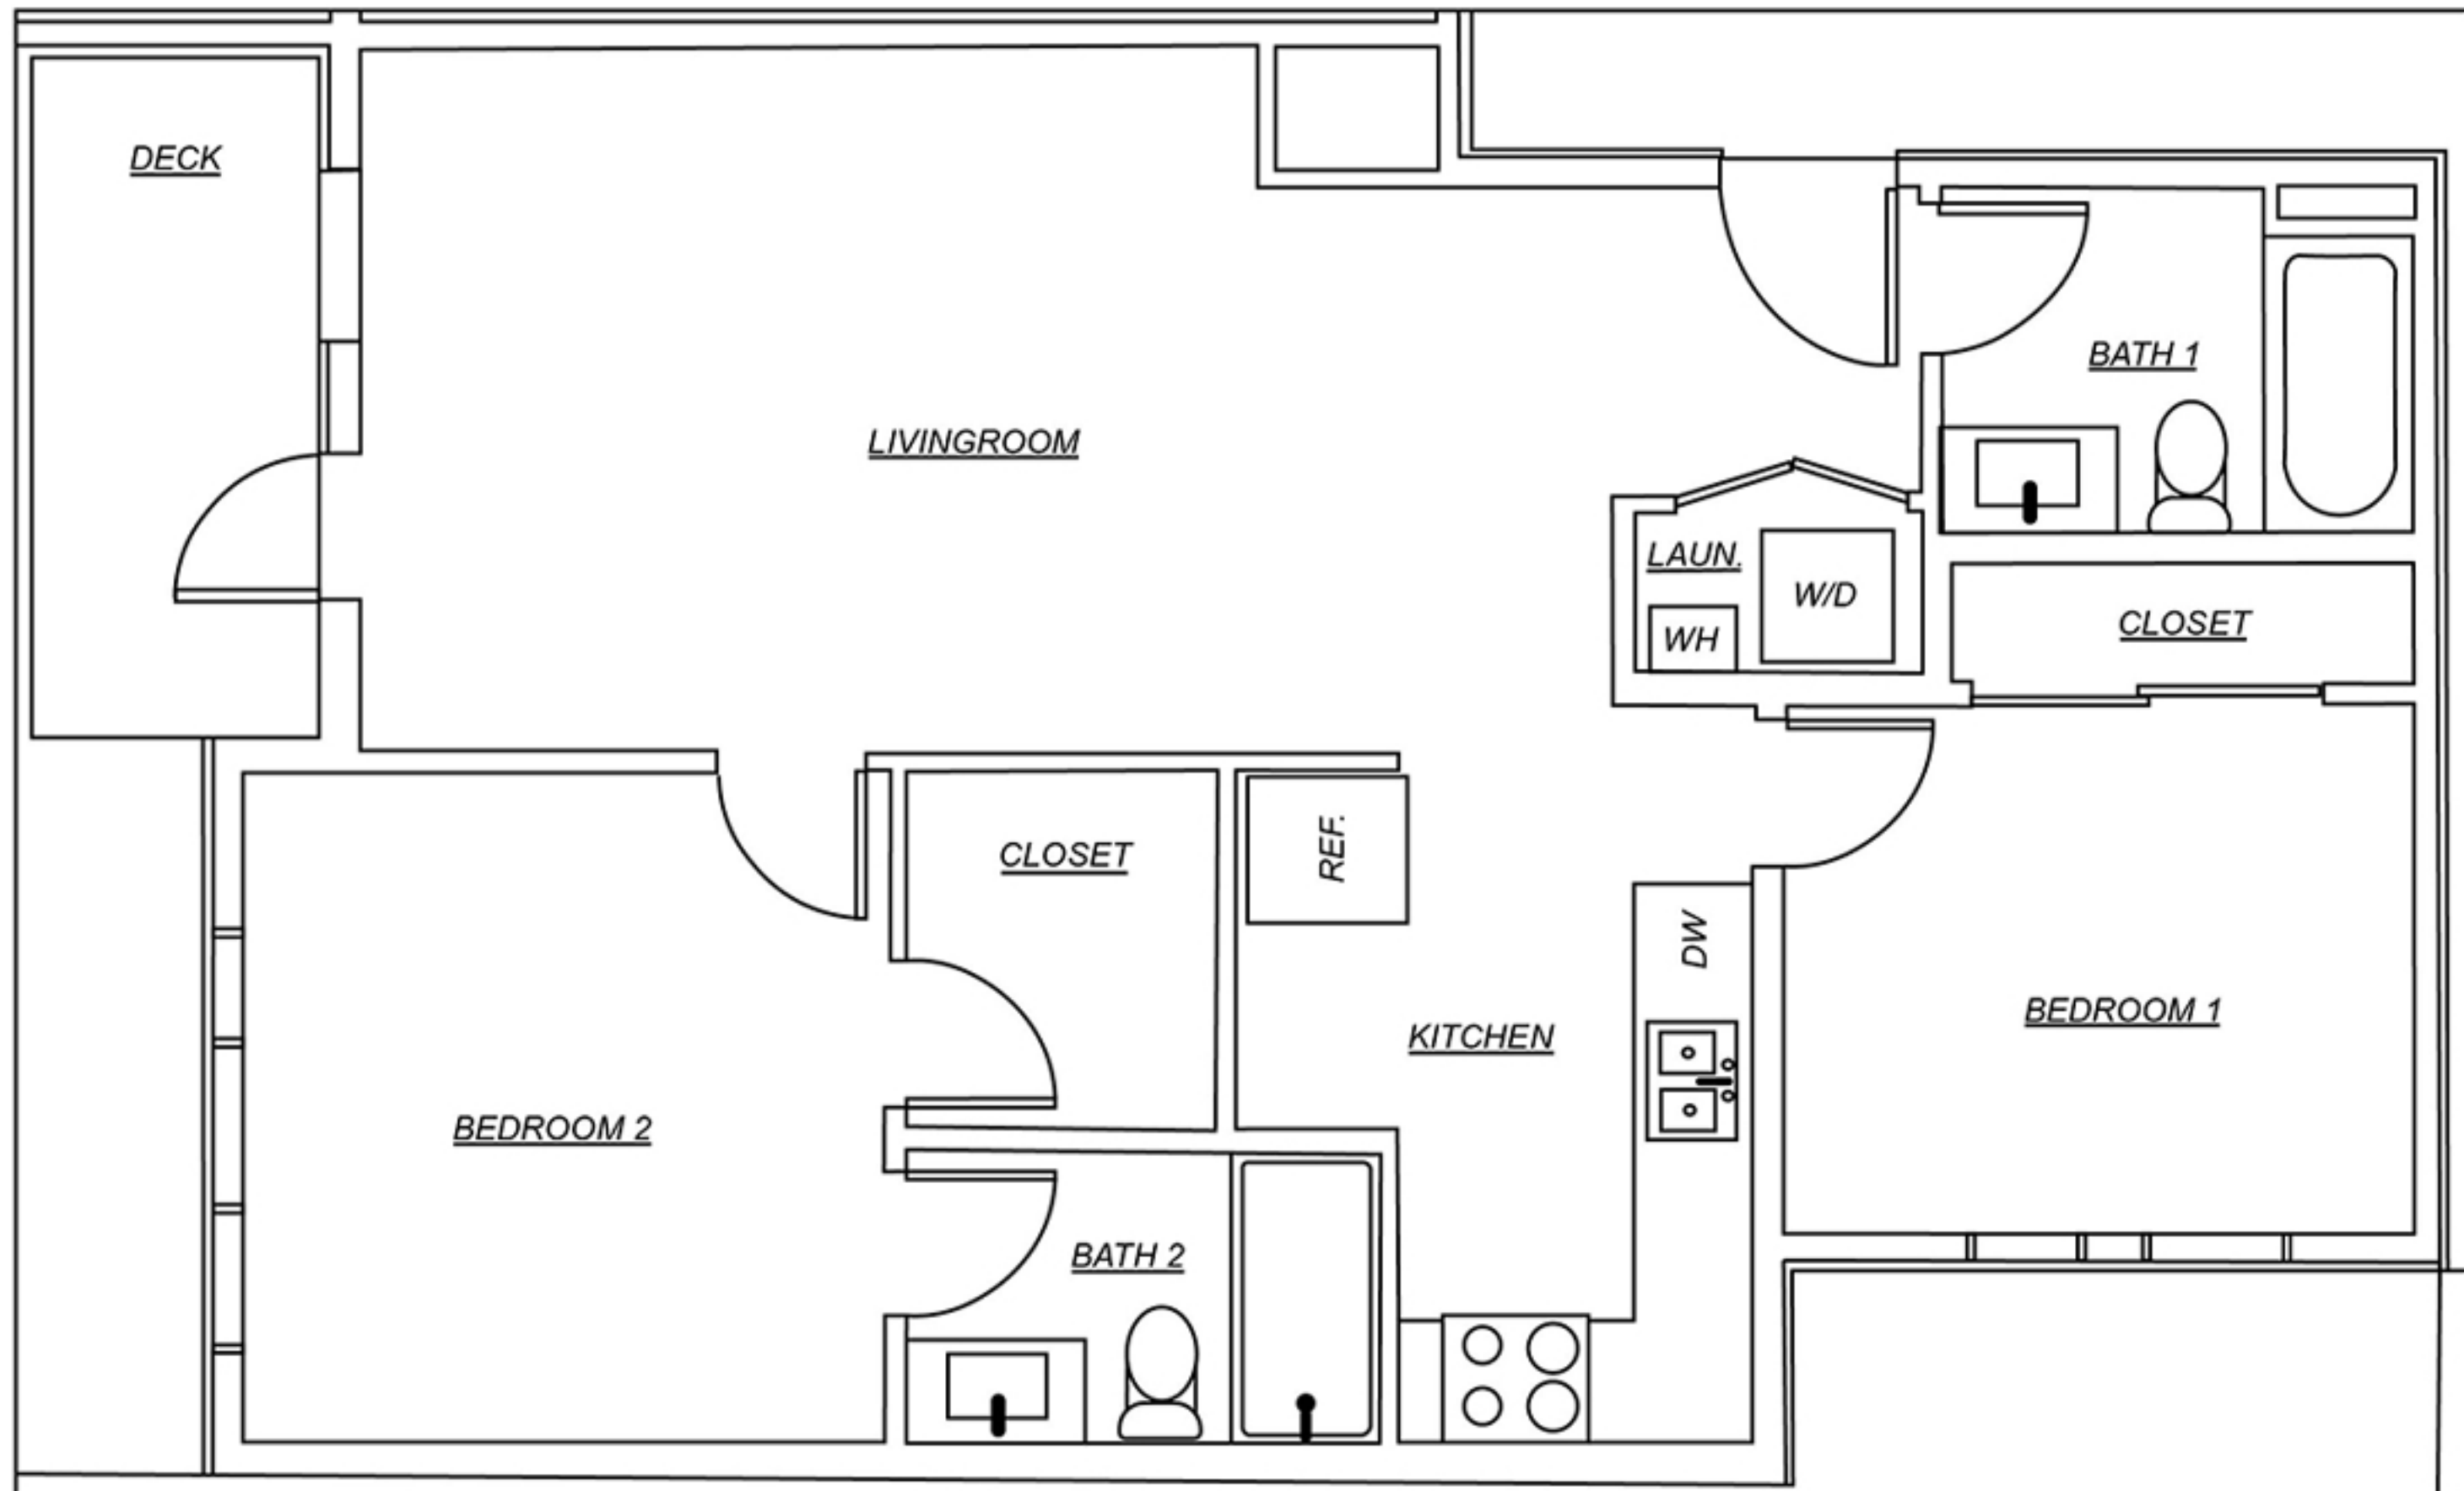 DECK
LIVINGROOM
BATH 1
LAUN.
W/D
WH
CLOSET
CLOSET
REF.
DW
KITCHEN
BEDROOM 1
BEDROOM 2
BATH 2